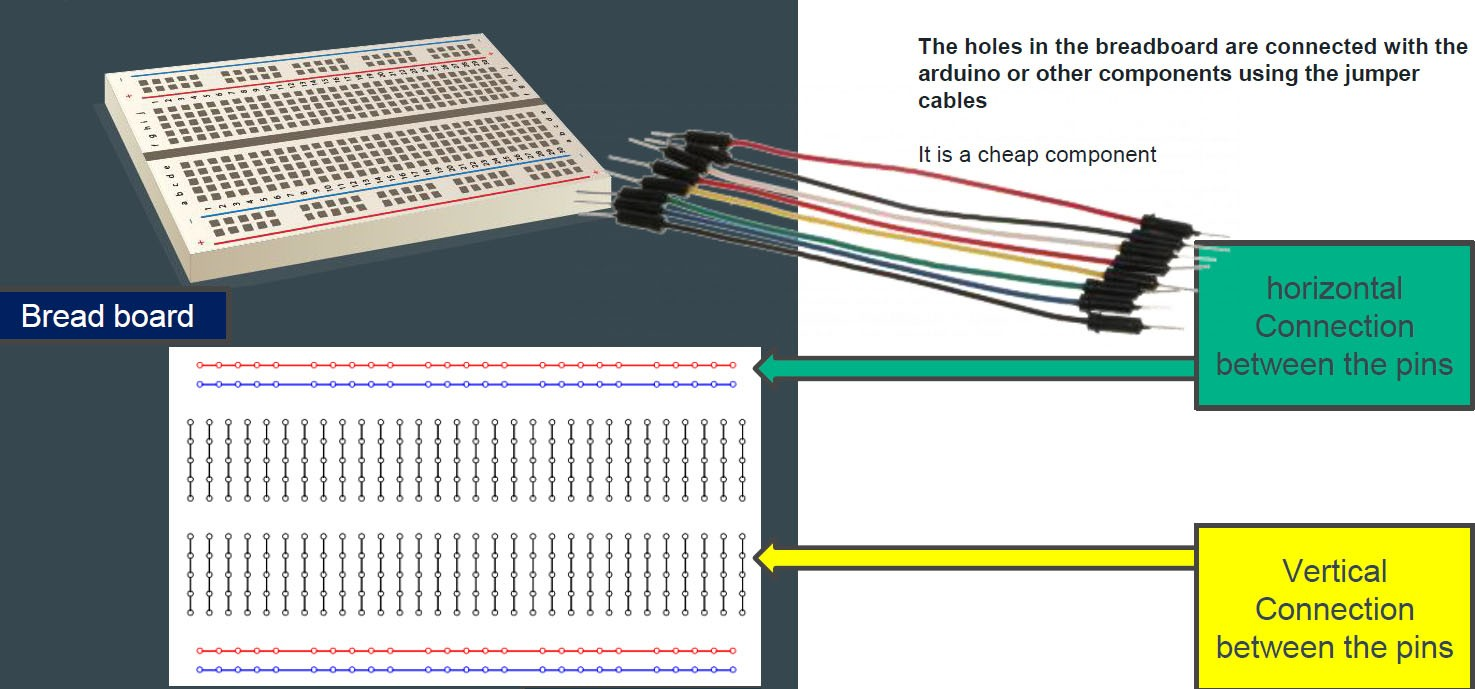 The holes in the breadboard are connected with the
arduino or other components using the jumper
cables
It is a cheap component
Bread board
horizontal
Connection
between the pins
Vertical
Connection
between the pins